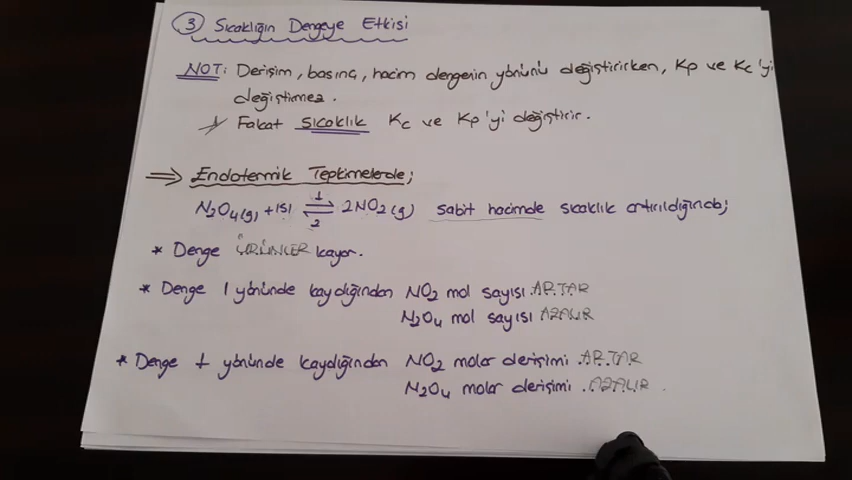 3 Sıcaklığın Dengeye Etkisi
NOT: Derişim, basınç, hacim dengenin yönünü değiştirirken, Kp ve Kc'yi
değiştirmez.
Fakat sıcaklık Kc ve Kp'yi değiştirir.
⇒ Endotermik Tepkimelerde;
1
N2O4(g) + ısı ⇌ 2NO2(g) sabit hacimde sıcaklık artırıldığında;
2
* Denge ÜRÜNLER kayar.
* Denge 1 yönünde kaydığından NO2 mol sayısı ARTAR
N2O4 mol sayısı AZALIR
* Denge 1 yönünde kaydığından NO2 molar derişimi ARTAR
N2O4 molar derişimi AZALIR.